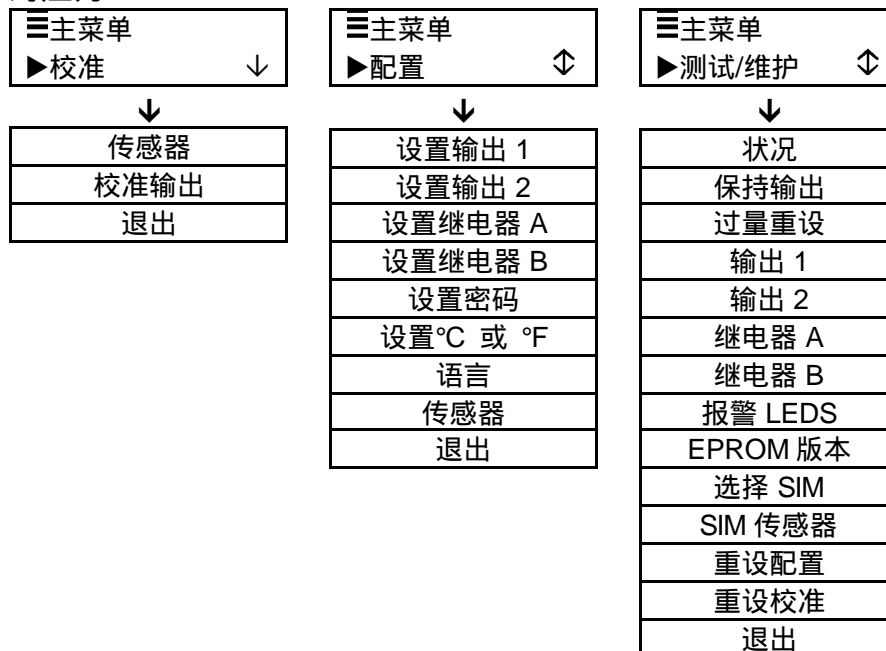 ☰主菜单
▶校准 ↓
↓
传感器
校准输出
退出
☰主菜单
▶配置 ↕
↓
设置输出 1
设置输出 2
设置继电器 A
设置继电器 B
设置密码
设置°C 或 °F
语言
传感器
退出
☰主菜单
▶测试/维护 ↕
↓
状况
保持输出
过量重设
输出 1
输出 2
继电器 A
继电器 B
报警 LEDS
EPROM 版本
选择 SIM
SIM 传感器
重设配置
重设校准
退出